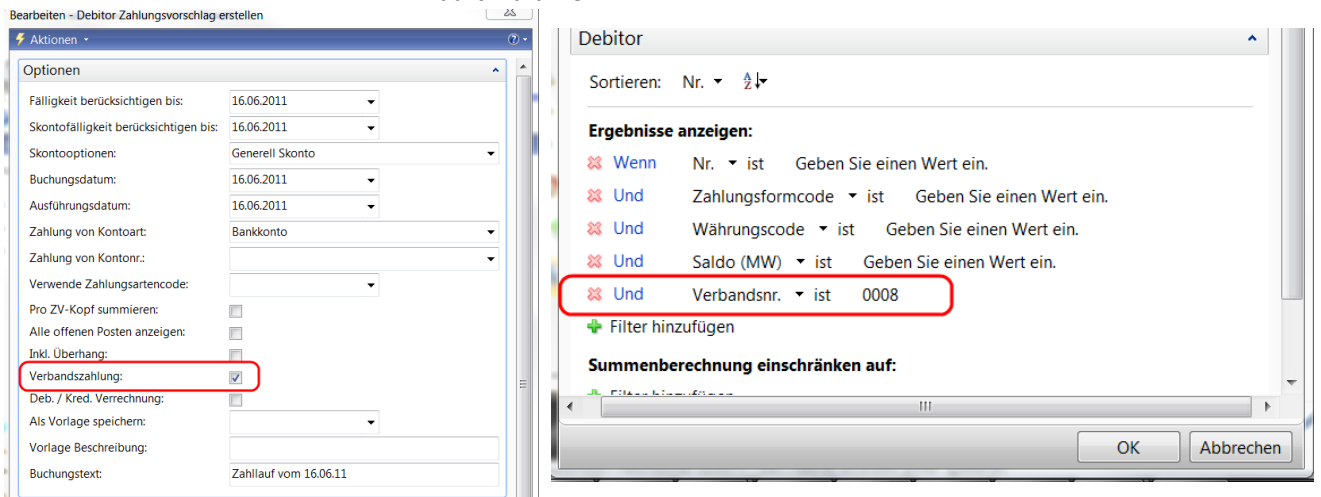 Bearbeiten - Debitor Zahlungsvorschlag erstellen
Aktionen
Optionen
Fälligkeit berücksichtigen bis: 16.06.2011
Skontofälligkeit berücksichtigen bis: 16.06.2011
Skontooptionen: Generell Skonto
Buchungsdatum: 16.06.2011
Ausführungsdatum: 16.06.2011
Zahlung von Kontoart: Bankkonto
Zahlung von Kontonr.:
Verwende Zahlungsartencode:
Pro ZV-Kopf summieren:
Alle offenen Posten anzeigen:
Inkl. Überhang:
Verbandszahlung:
Deb. / Kred. Verrechnung:
Als Vorlage speichern:
Vorlage Beschreibung:
Buchungstext: Zahllauf vom 16.06.11
Debitor
Sortieren: Nr.
Ergebnisse anzeigen:
Wenn Nr. ist Geben Sie einen Wert ein.
Und Zahlungsformcode ist Geben Sie einen Wert ein.
Und Währungscode ist Geben Sie einen Wert ein.
Und Saldo (MW) ist Geben Sie einen Wert ein.
Und Verbandsnr. ist 0008
Filter hinzufügen
Summenberechnung einschränken auf:
Filter hinzufügen
OK Abbrechen